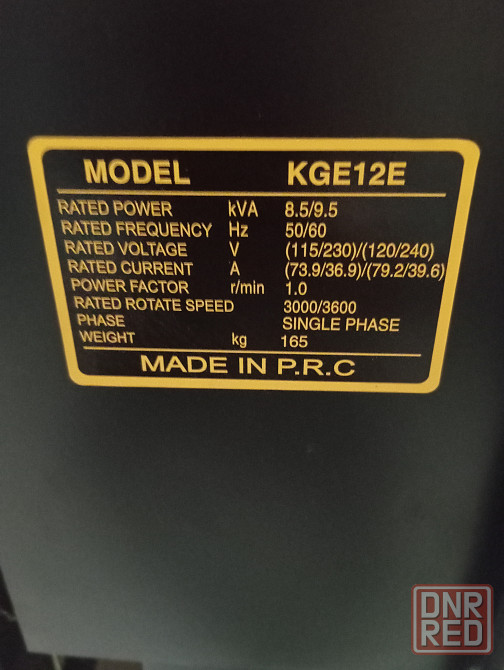 MODEL KGE12E
RATED POWER kVA 8.5/9.5
RATED FREQUENCY Hz 50/60
RATED VOLTAGE V (115/230)/(120/240)
RATED CURRENT A (73.9/36.9)/(79.2/39.6)
POWER FACTOR r/min 1.0
RATED ROTATE SPEED 3000/3600
PHASE SINGLE PHASE
WEIGHT kg 165
MADE IN P.R.C
DNR
RED